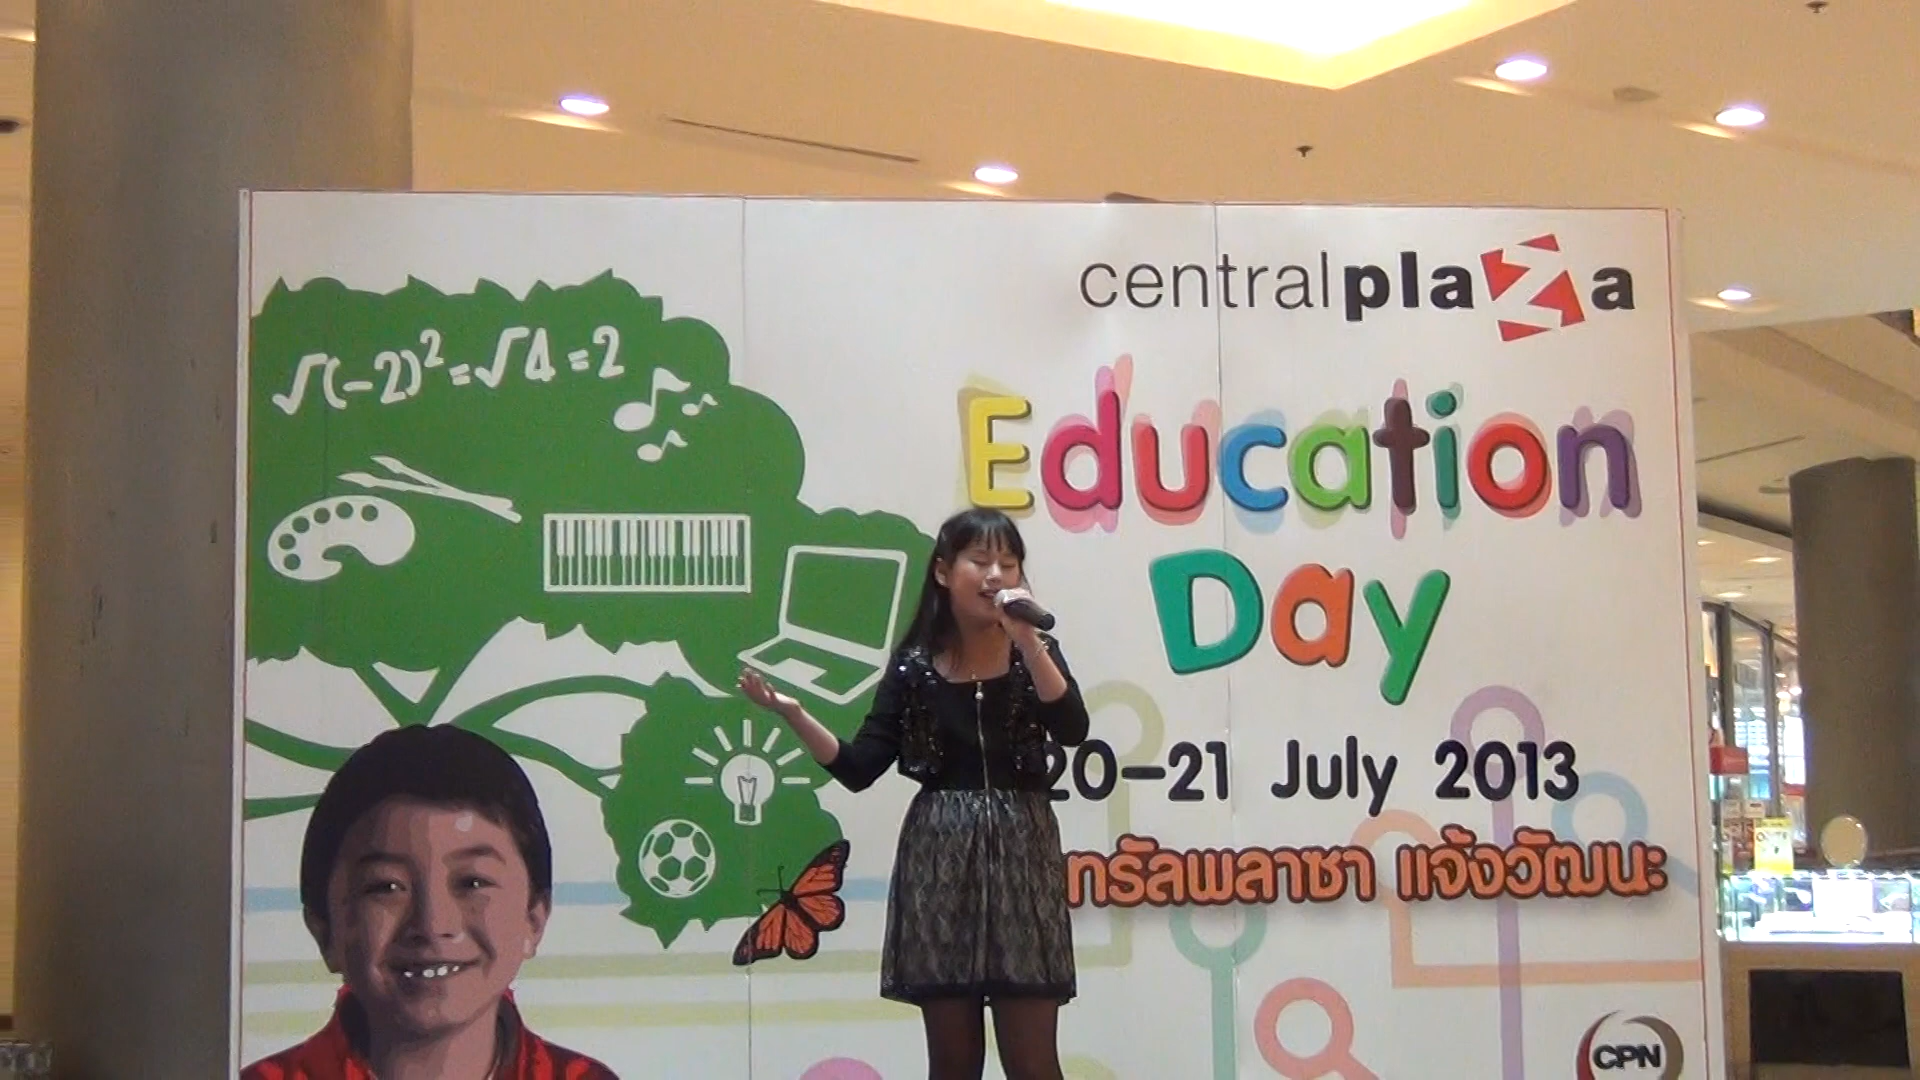 centralplaza
Education
Day
20-21 July 2013
ทรัลพลาซา แจ้งวัฒนะ
√(-2)²=√4=2
CPN